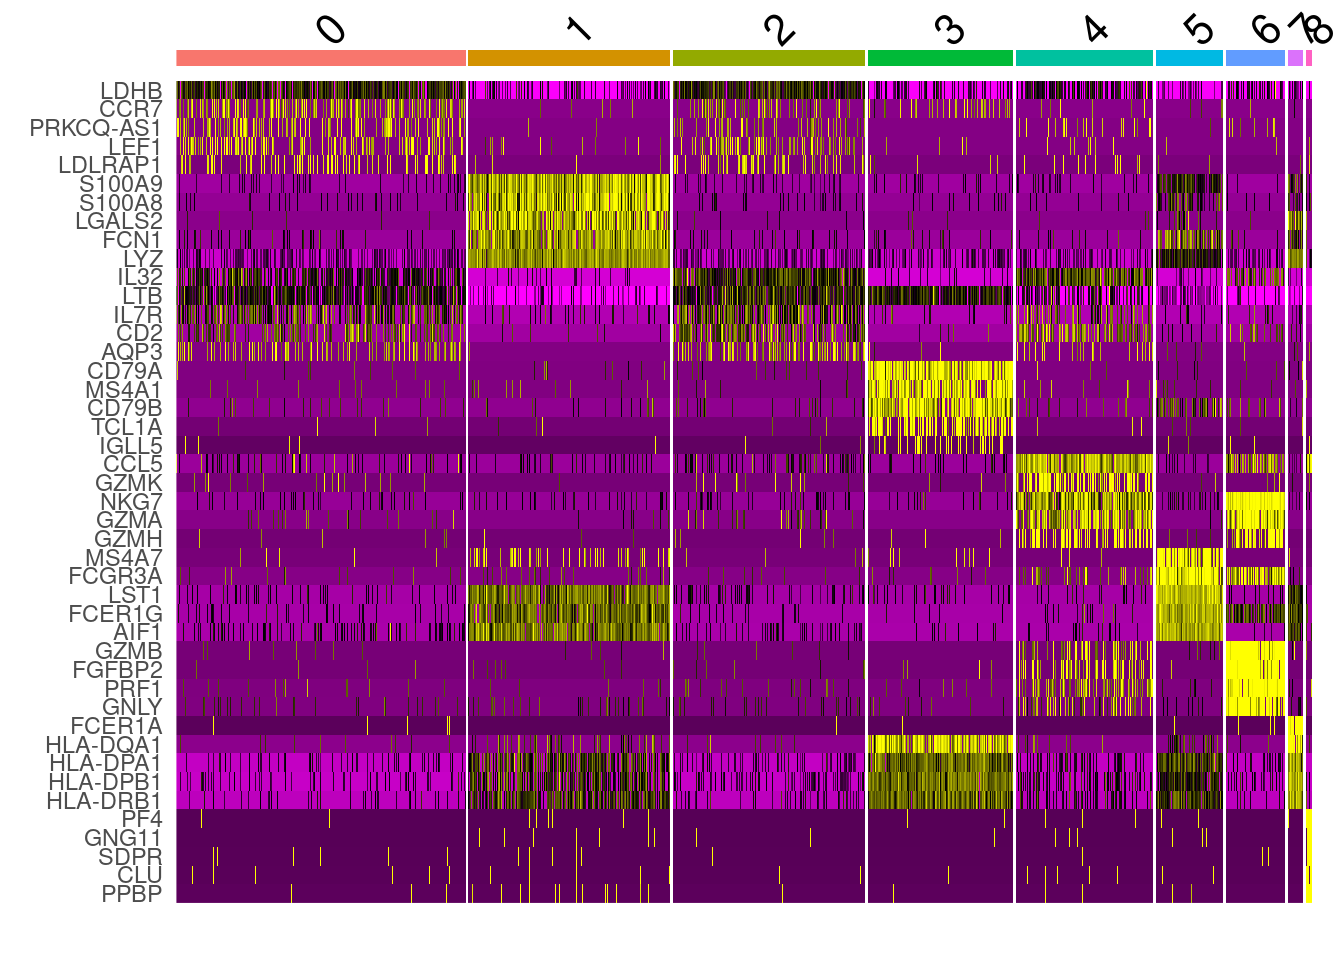 0 1 2 3 4 5 6 7 8
LDHB
CCR7
PRKCQ-AS1
LEF1
LDLRAP1
S100A9
S100A8
LGALS2
FCN1
LYZ
IL32
LTB
IL7R
CD2
AQP3
CD79A
MS4A1
CD79B
TCL1A
IGLL5
CCL5
GZMK
NKG7
GZMA
GZMH
MS4A7
FCGR3A
LST1
FCER1G
AIF1
GZMB
FGFBP2
PRF1
GNLY
FCER1A
HLA-DQA1
HLA-DPA1
HLA-DPB1
HLA-DRB1
PF4
GNG11
SDPR
CLU
PPBP